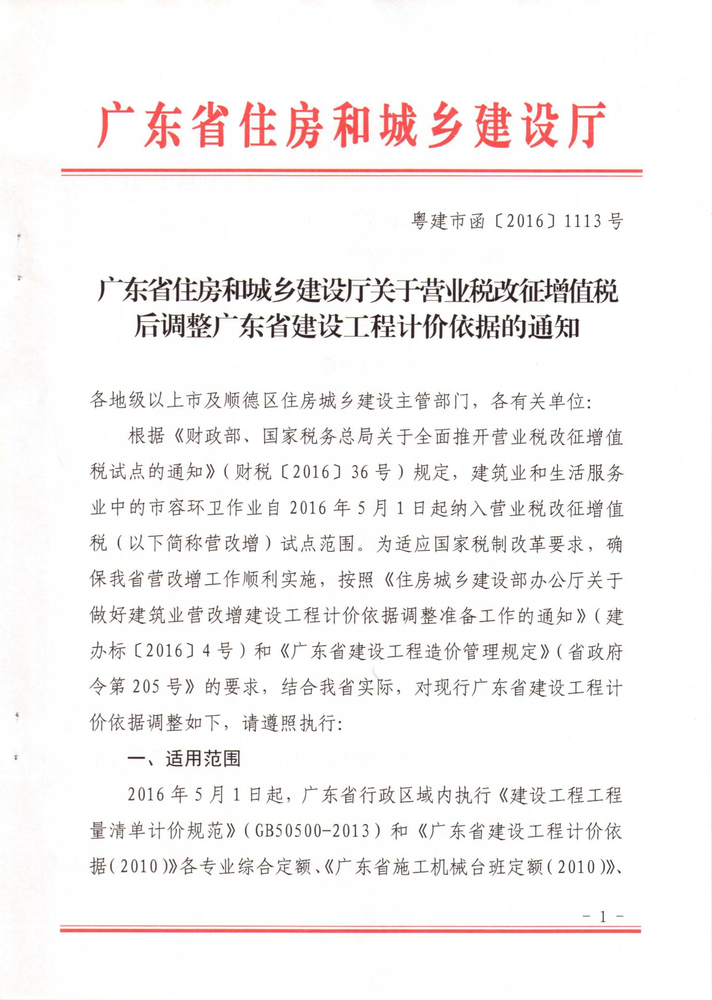 广东省住房和城乡建设厅
粤建市函〔2016〕1113号
广东省住房和城乡建设厅关于营业税改征增值税
后调整广东省建设工程计价依据的通知
各地级以上市及顺德区住房城乡建设主管部门，各有关单位：
根据《财政部、国家税务总局关于全面推开营业税改征增值
税试点的通知》（财税〔2016〕36号）规定，建筑业和生活服务
业中的市容环卫作业自2016年5月1日起纳入营业税改征增值
税（以下简称营改增）试点范围。为适应国家税制改革要求，确
保我省营改增工作顺利实施，按照《住房城乡建设部办公厅关于
做好建筑业营改增建设工程计价依据调整准备工作的通知》（建
办标〔2016〕4号）和《广东省建设工程造价管理规定》（省政府
令第205号》的要求，结合我省实际，对现行广东省建设工程计
价依据调整如下，请遵照执行：
一、适用范围
2016年5月1日起，广东省行政区域内执行《建设工程工程
量清单计价规范》（GB50500-2013）和《广东省建设工程计价依
据(2010)》各专业综合定额、《广东省施工机械台班定额(2010)》、
- 1 -